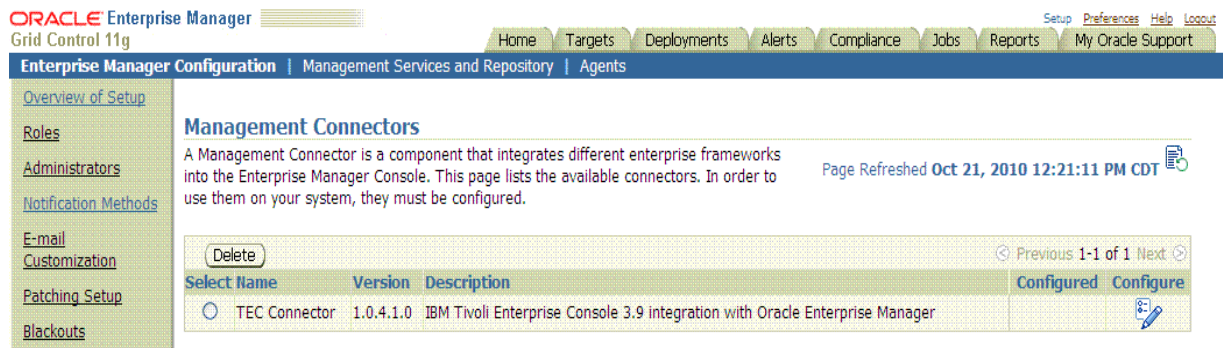 ORACLE Enterprise Manager
Grid Control 11g
Setup Preferences Help Logout
Home Targets Deployments Alerts Compliance Jobs Reports My Oracle Support
Enterprise Manager Configuration | Management Services and Repository | Agents
Overview of Setup
Roles
Administrators
Notification Methods
E-mail
Customization
Patching Setup
Blackouts
Management Connectors
A Management Connector is a component that integrates different enterprise frameworks
into the Enterprise Manager Console. This page lists the available connectors. In order to
use them on your system, they must be configured.
Page Refreshed Oct 21, 2010 12:21:11 PM CDT
Delete
Previous 1-1 of 1 Next
Select Name Version Description Configured Configure
TEC Connector 1.0.4.1.0 IBM Tivoli Enterprise Console 3.9 integration with Oracle Enterprise Manager